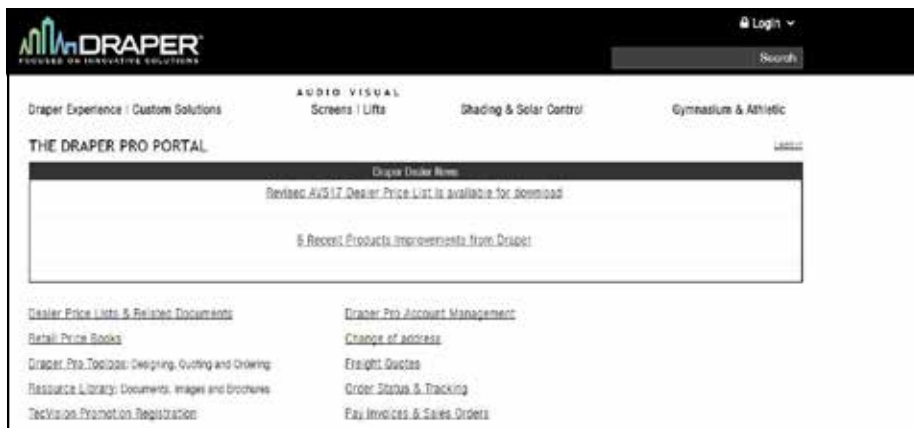 Login
DRAPER
FOCUSED ON INNOVATIVE SOLUTIONS
Search
AUDIO VISUAL
Draper Experience | Custom Solutions Screens | Lifts Shading & Solar Control Gymnasium & Athletic
THE DRAPER PRO PORTAL Logout
Draper Dealer News
Revised AV517 Dealer Price List is available for download
5 Recent Products Improvements from Draper
Dealer Price Lists & Related Documents Draper Pro Account Management
Retail Price Books Change of address
Draper Pro Toolbox: Designing, Quoting and Ordering Freight Quotes
Resource Library: Documents, Images and Brochures Order Status & Tracking
TecVision Promotion Registration Pay Invoices & Sales Orders